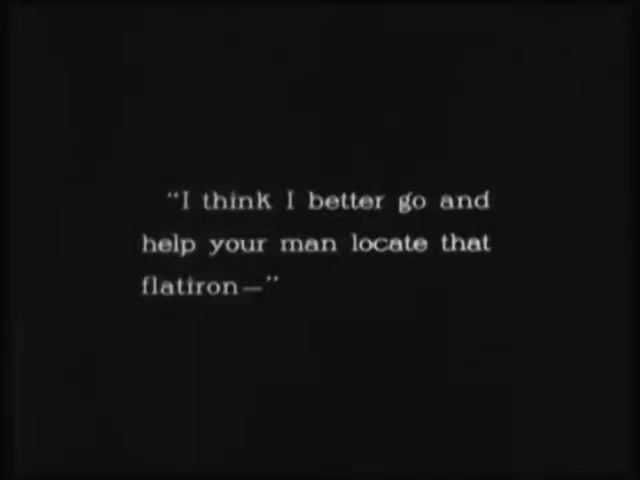 "I think I better go and
help your man locate that
flatiron—"